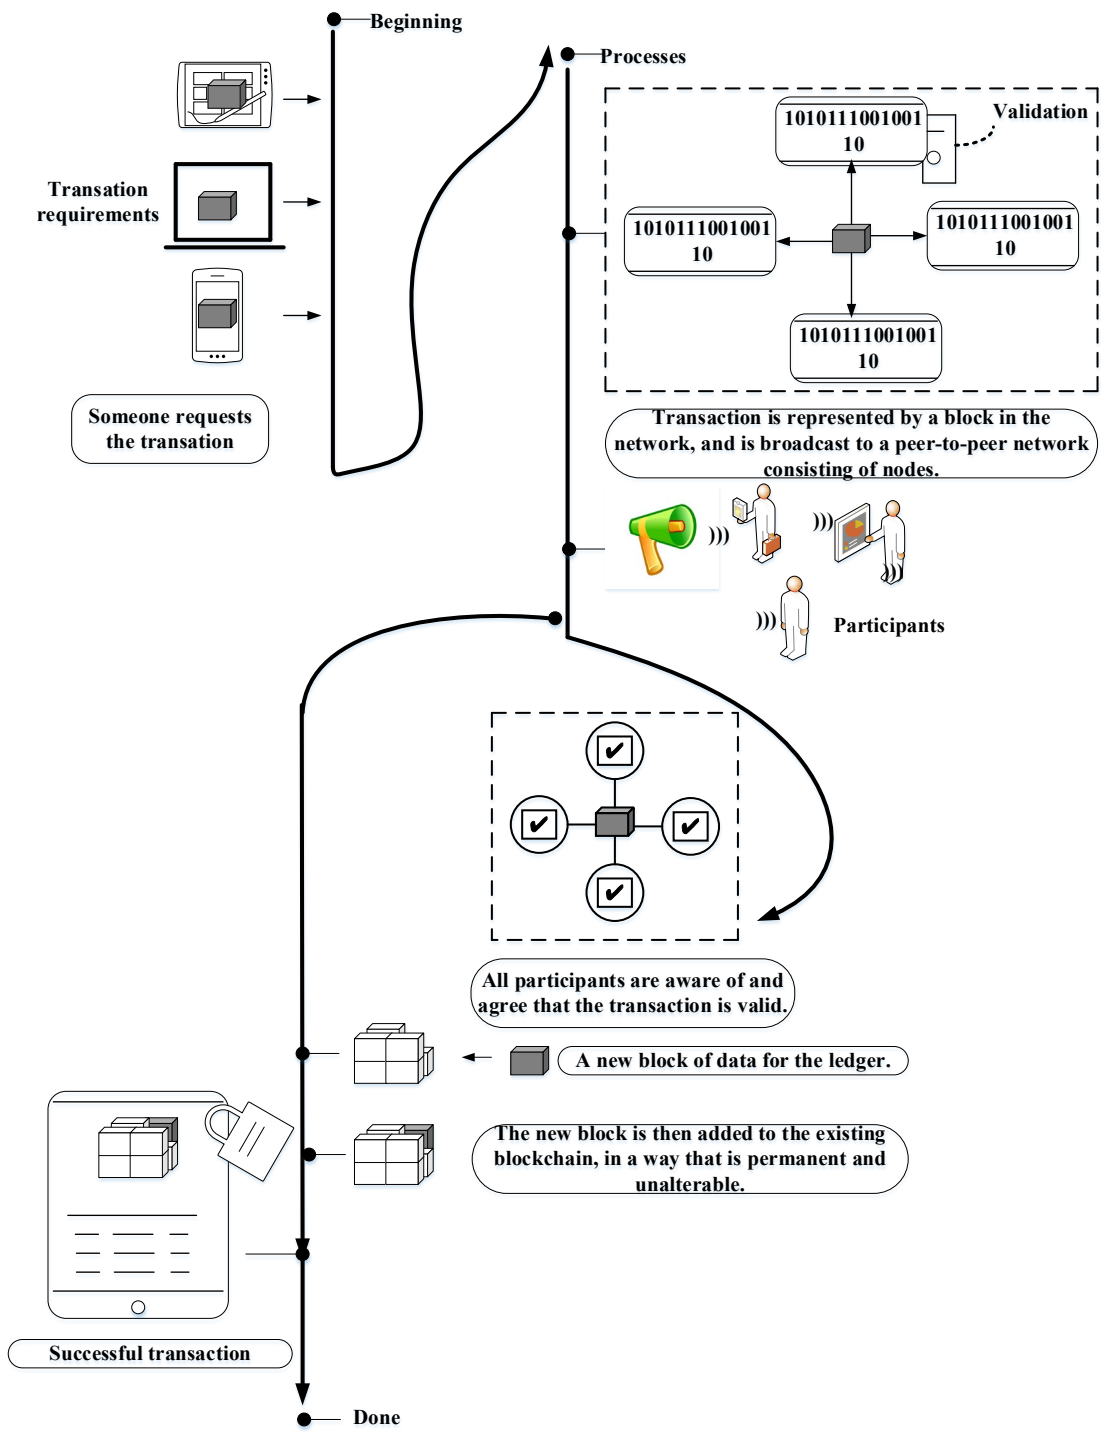 Beginning
Processes
Validation
1010111001001
10
1010111001001
10
1010111001001
10
1010111001001
10
Transation
requirements
Someone requests
the transation
Transaction is represented by a block in the
network, and is broadcast to a peer-to-peer network
consisting of nodes.
)))
)))
)))
)))
Participants
All participants are aware of and
agree that the transaction is valid.
A new block of data for the ledger.
The new block is then added to the existing
blockchain, in a way that is permanent and
unalterable.
Successful transaction
Done